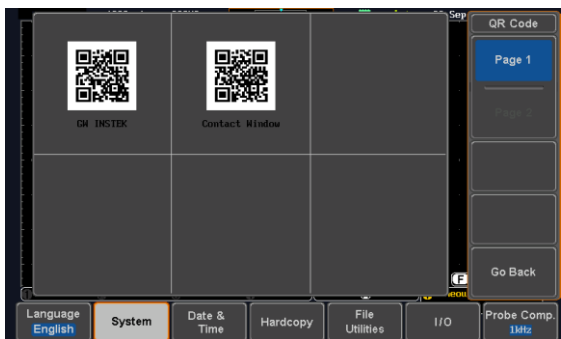 Sep
QR Code
Page 1
GW INSTEK
Contact Window
Page 2
F
Go Back
Language
English
System
Date &
Time
Hardcopy
File
Utilities
I/O
Probe Comp.
1kHz